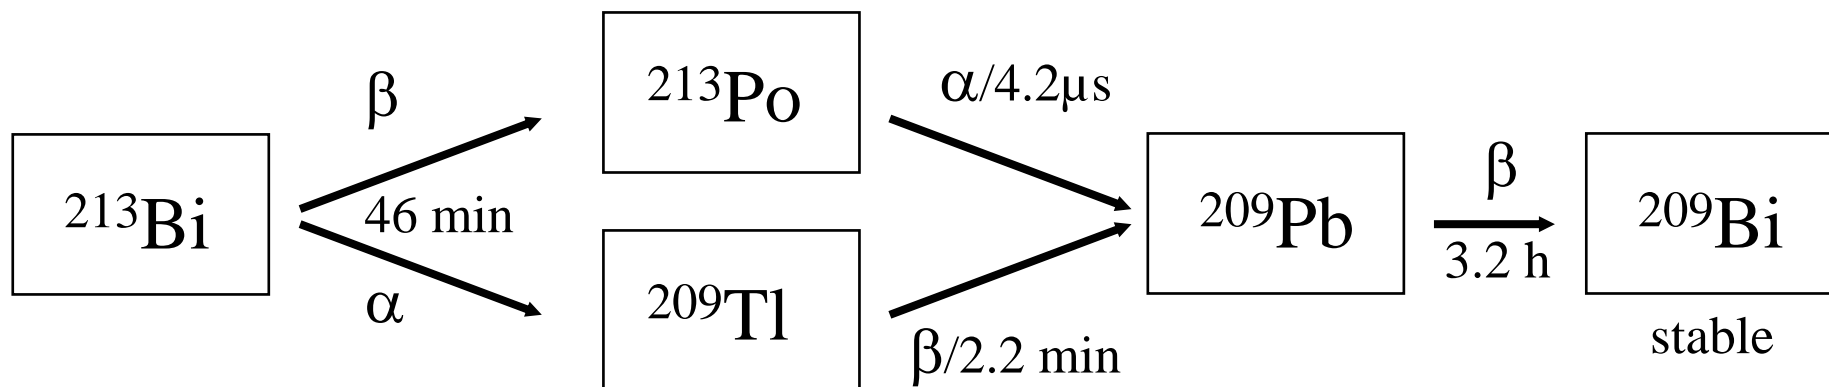 ²¹³Bi
β
46 min
α
²¹³Po
²⁰⁹Tl
α/4.2μs
β/2.2 min
²⁰⁹Pb
β
3.2 h
²⁰⁹Bi
stable